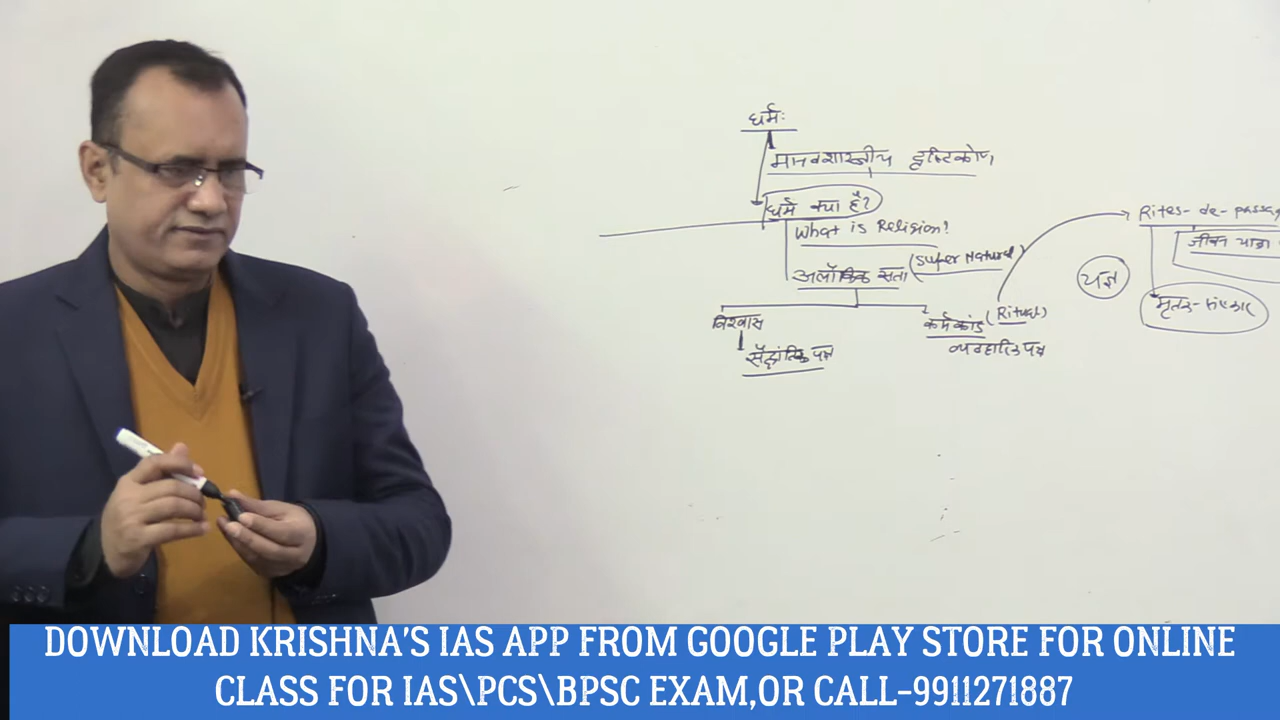 धर्म:
मानवशास्त्रीय दृष्टिकोण
धर्म क्या है?
What is Religion?
अलौकिक सत्ता (Super Natural)
विश्वास
सैद्धांतिक पक्ष
कर्मकांड (Ritual)
व्यवहारिक पक्ष
यज्ञ
Rites-de-passag
जीवन यात्रा
मृतक-संस्कार
DOWNLOAD KRISHNA'S IAS APP FROM GOOGLE PLAY STORE FOR ONLINE
CLASS FOR IAS\PCS\BPSC EXAM,OR CALL-9911271887